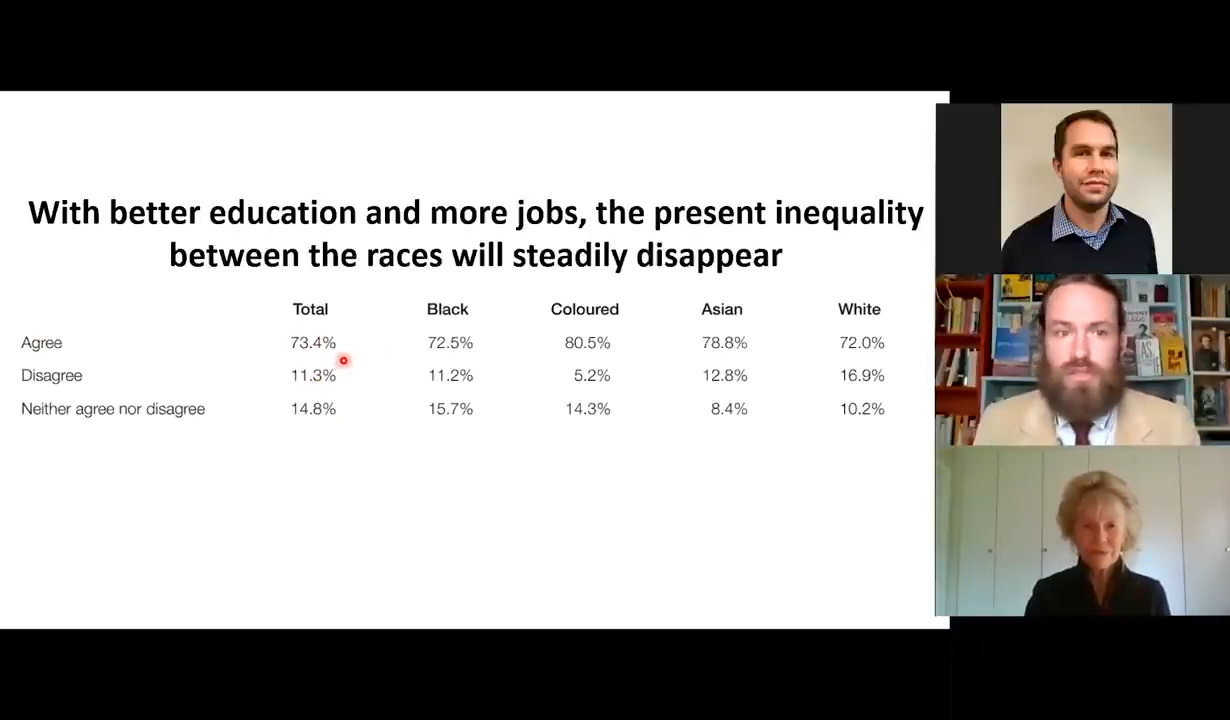 With better education and more jobs, the present inequality
between the races will steadily disappear
Total Black Coloured Asian White
Agree 73.4% 72.5% 80.5% 78.8% 72.0%
Disagree 11.3% 11.2% 5.2% 12.8% 16.9%
Neither agree nor disagree 14.8% 15.7% 14.3% 8.4% 10.2%